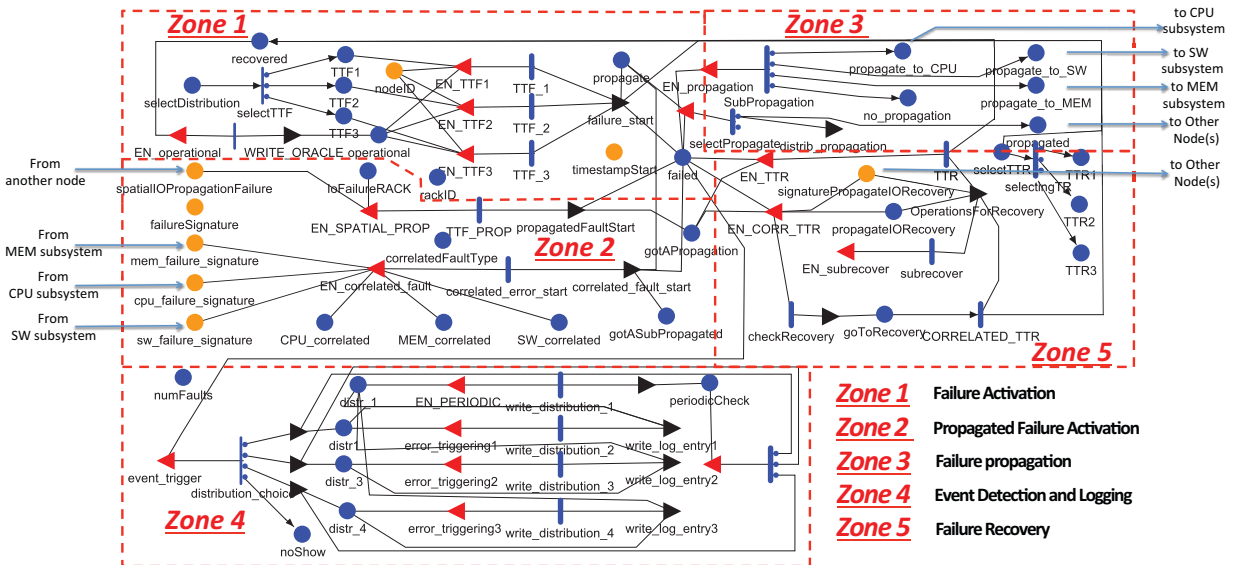 Zone 1
Zone 3
to CPU
subsystem
to SW
subsystem
to MEM
subsystem
to Other
Node(s)
to Other
Node(s)
recovered
TTF1
nodeID
EN_TTF1
TTF_1
propagate
selectDistribution
selectTTF
TTF2
EN_TTF2
TTF_2
failure_start
TTF3
EN_operational
WRITE_ORACLE_operational
EN_TTF3
TTF_3
timestampStart
failed
EN_propagation
SubPropagation
propagate_to_CPU
propagate_to_SW
propagate_to_MEM
no_propagation
selectPropagate
distrib_propagation
propagated
From
another node
spatialIOPropagationFailure
ioFailureRACK
rackID
EN_TTR
TTR
selectTTR
selectingTR
TTR1
TTR2
TTR3
signaturePropagateIORecovery
OperationsForRecovery
failureSignature
EN_SPATIAL_PROP
TTF_PROP
propagatedFaultStart
EN_CORR_TTR
propagateIORecovery
Zone 2
correlatedFaultType
gotAPropagation
EN_subrecover
subrecover
From
MEM subsystem
mem_failure_signature
From
CPU subsystem
cpu_failure_signature
EN_correlated_fault
correlated_error_start
correlated_fault_start
From
SW subsystem
sw_failure_signature
CPU_correlated
MEM_correlated
SW_correlated
gotASubPropagated
checkRecovery
goToRecovery
CORRELATED_TTR
Zone 5
numFaults
distr_1
EN_PERIODIC
write_distribution_1
periodicCheck
distr1
error_triggering1
write_distribution_2
write_log_entry1
event_trigger
distribution_choice
distr_3
error_triggering2
write_distribution_3
write_log_entry2
Zone 4
distr_4
error_triggering3
write_distribution_4
write_log_entry3
noShow
Zone 1 Failure Activation
Zone 2 Propagated Failure Activation
Zone 3 Failure propagation
Zone 4 Event Detection and Logging
Zone 5 Failure Recovery